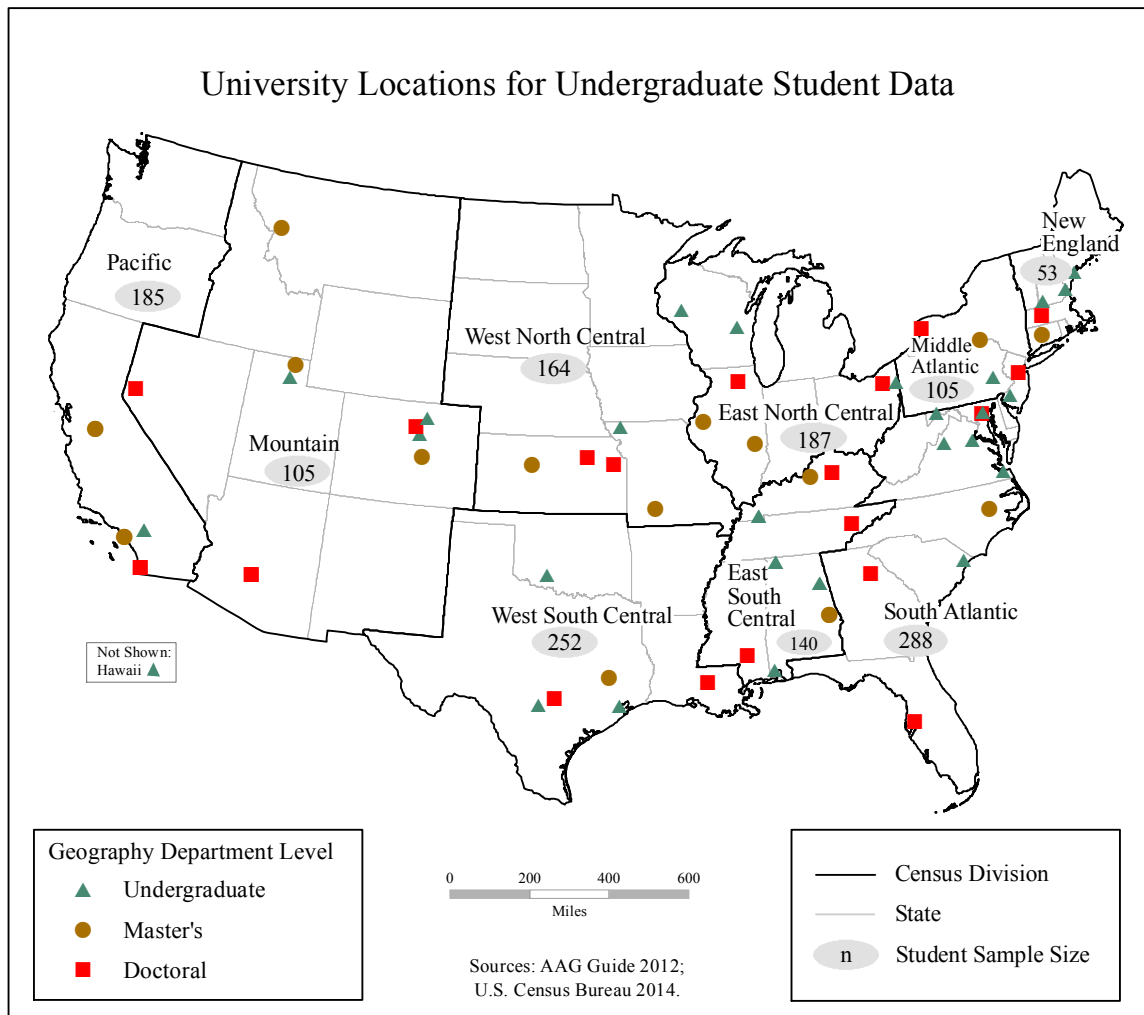 University Locations for Undergraduate Student Data
New
England
53
Pacific
185
West North Central
164
Middle
Atlantic
105
East North Central
187
Mountain
105
East
South
Central
140
West South Central
252
South Atlantic
288
Not Shown:
Hawaii
Geography Department Level
Undergraduate
Master's
Doctoral
0 200 400 600
Miles
Sources: AAG Guide 2012;
U.S. Census Bureau 2014.
Census Division
State
n Student Sample Size